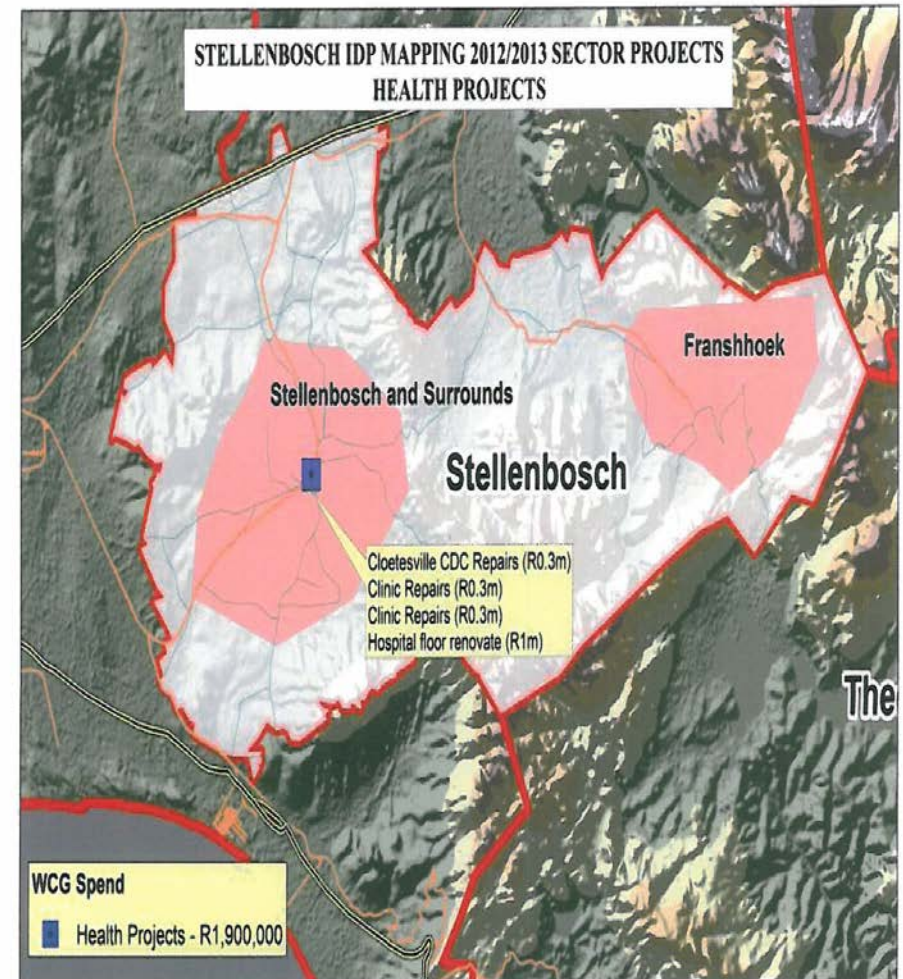 STELLENBOSCH IDP MAPPING 2012/2013 SECTOR PROJECTS
HEALTH PROJECTS
Franshhoek
Stellenbosch and Surrounds
Stellenbosch
Cloetesville CDC Repairs (R0.3m)
Clinic Repairs (R0.3m)
Clinic Repairs (R0.3m)
Hospital floor renovate (R1m)
The
WCG Spend
Health Projects - R1,900,000